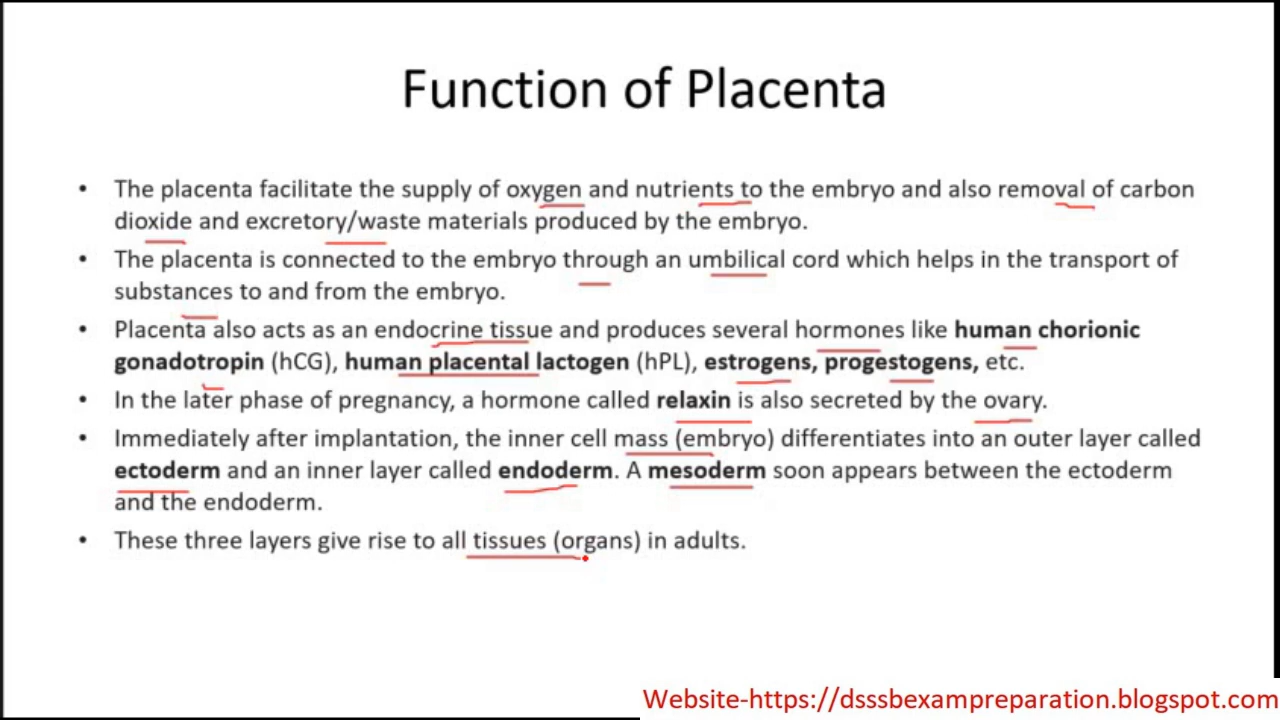 Function of Placenta
• The placenta facilitate the supply of oxygen and nutrients to the embryo and also removal of carbon
dioxide and excretory/waste materials produced by the embryo.
• The placenta is connected to the embryo through an umbilical cord which helps in the transport of
substances to and from the embryo.
• Placenta also acts as an endocrine tissue and produces several hormones like human chorionic
gonadotropin (hCG), human placental lactogen (hPL), estrogens, progestogens, etc.
• In the later phase of pregnancy, a hormone called relaxin is also secreted by the ovary.
• Immediately after implantation, the inner cell mass (embryo) differentiates into an outer layer called
ectoderm and an inner layer called endoderm. A mesoderm soon appears between the ectoderm
and the endoderm.
• These three layers give rise to all tissues (organs) in adults.
Website-https://dsssbexampreparation.blogspot.com